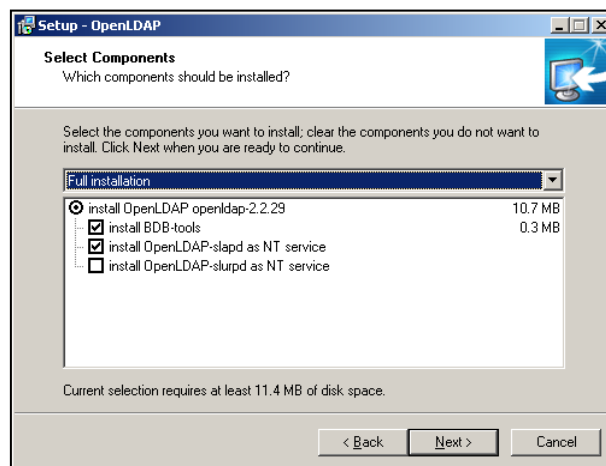 Setup - OpenLDAP
Select Components
Which components should be installed?
Select the components you want to install; clear the components you do not want to
install. Click Next when you are ready to continue.
Full installation
install OpenLDAP openldap-2.2.29 10.7 MB
install BDB-tools 0.3 MB
install OpenLDAP-slapd as NT service
install OpenLDAP-slurpd as NT service
Current selection requires at least 11.4 MB of disk space.
< Back Next > Cancel